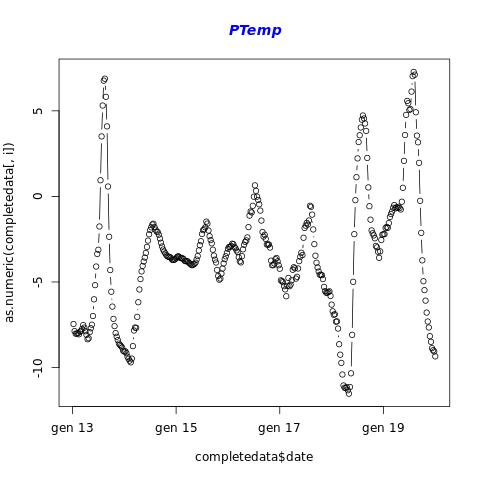 PTemp
as.numeric(completedata[, i])
5
0
-5
-10
gen 13 gen 15 gen 17 gen 19
completedata$date